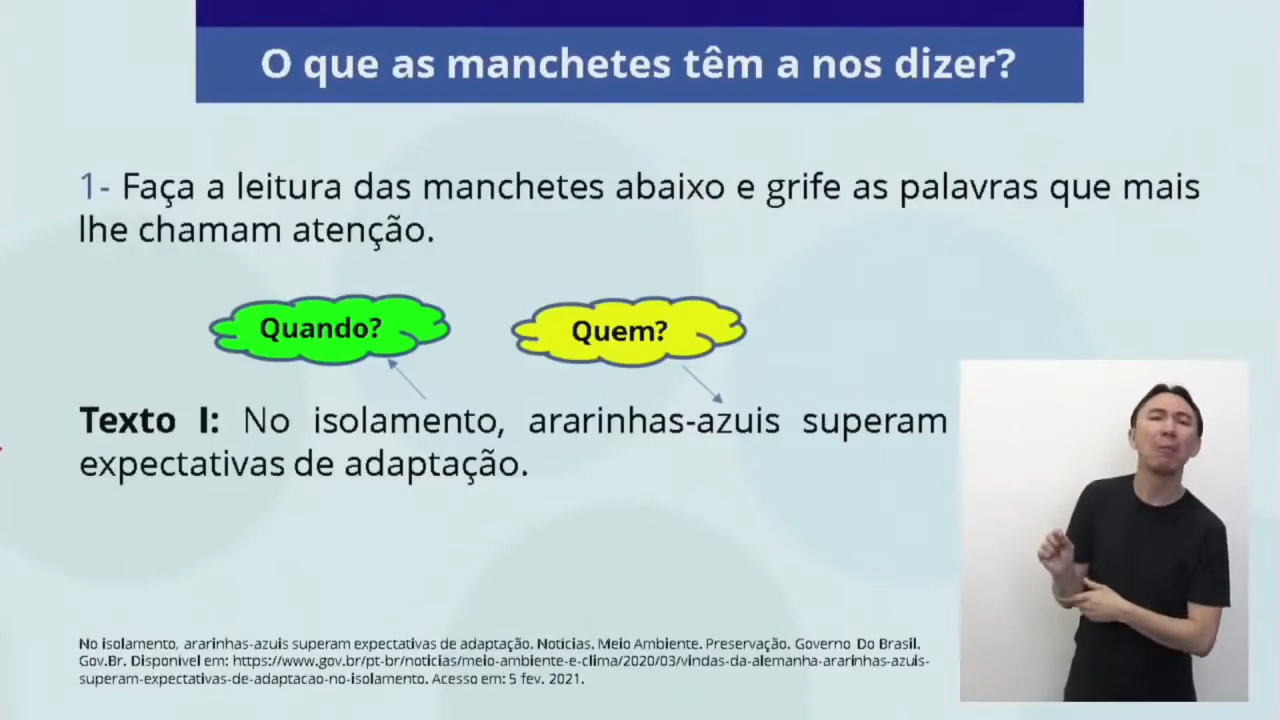 O que as manchetes têm a nos dizer?
1- Faça a leitura das manchetes abaixo e grife as palavras que mais
lhe chamam atenção.
Quando?
Quem?
Texto I: No isolamento, ararinhas-azuis superam
expectativas de adaptação.
No isolamento, ararinhas-azuis superam expectativas de adaptação. Notícias. Meio Ambiente. Preservação. Governo Do Brasil.
Gov.Br. Disponível em: https://www.gov.br/pt-br/noticias/meio-ambiente-e-clima/2020/03/vindas-da-alemanha-ararinhas-azuis-
superam-expectativas-de-adaptacao-no-isolamento. Acesso em: 5 fev. 2021.